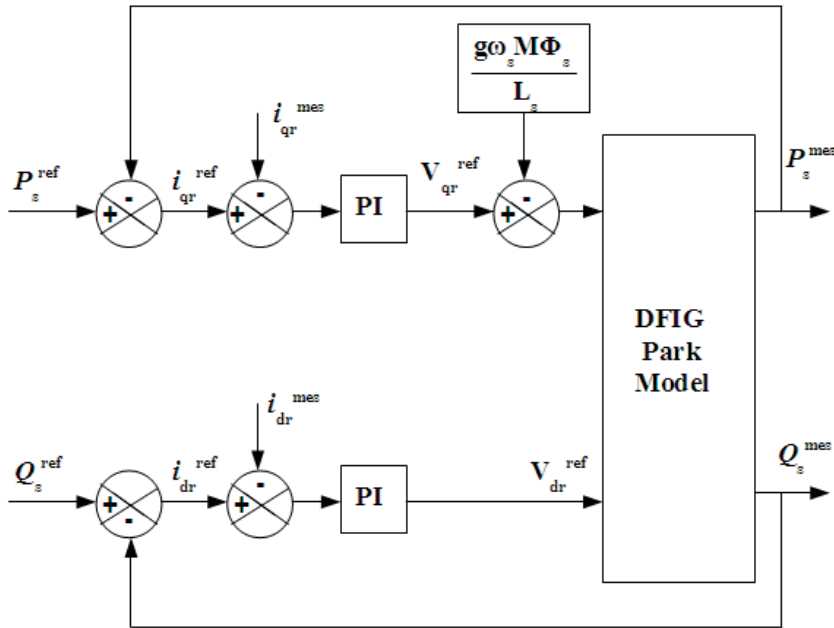 gω_s MΦ_s
L_s
i_qr^mes
P_s^ref
i_qr^ref
V_qr^ref
P_s^mes
-
-
-
+
+
PI
+
DFIG
Park
Model
i_dr^mes
Q_s^ref
i_dr^ref
V_dr^ref
Q_s^mes
-
+
+
PI
-